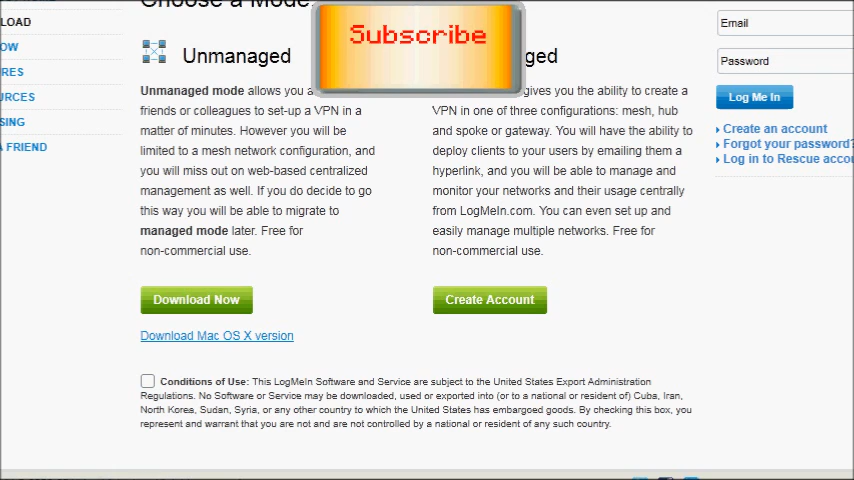 Choose a Mode
Subscribe
LOAD
OW
RES
URCES
SING
A FRIEND
Unmanaged
Unmanaged mode allows you a
friends or colleagues to set-up a VPN in a
matter of minutes. However you will be
limited to a mesh network configuration, and
you will miss out on web-based centralized
management as well. If you do decide to go
this way you will be able to migrate to
managed mode later. Free for
non-commercial use.
Download Now
Download Mac OS X version
ged
gives you the ability to create a
VPN in one of three configurations: mesh, hub
and spoke or gateway. You will have the ability to
deploy clients to your users by emailing them a
hyperlink, and you will be able to manage and
monitor your networks and their usage centrally
from LogMeIn.com. You can even set up and
easily manage multiple networks. Free for
non-commercial use.
Create Account
Conditions of Use: This LogMeIn Software and Service are subject to the United States Export Administration
Regulations. No Software or Service may be downloaded, used or exported into (or to a national or resident of) Cuba, Iran,
North Korea, Sudan, Syria, or any other country to which the United States has embargoed goods. By checking this box, you
represent and warrant that you are not and are not controlled by a national or resident of any such country.
Email
Password
Log Me In
Create an account
Forgot your password?
Log in to Rescue accou